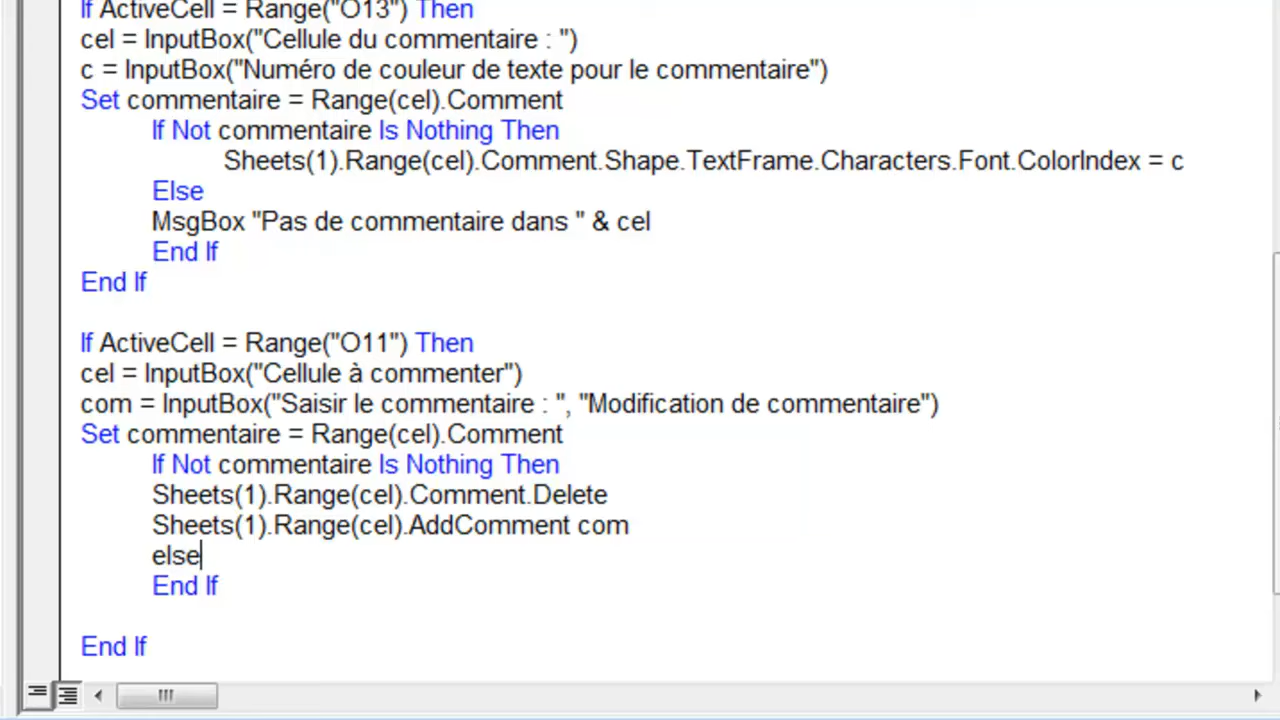 If ActiveCell = Range("O13") Then
cel = InputBox("Cellule du commentaire : ")
c = InputBox("Numéro de couleur de texte pour le commentaire")
Set commentaire = Range(cel).Comment
If Not commentaire Is Nothing Then
Sheets(1).Range(cel).Comment.Shape.TextFrame.Characters.Font.ColorIndex = c
Else
MsgBox "Pas de commentaire dans " & cel
End If
End If
If ActiveCell = Range("O11") Then
cel = InputBox("Cellule à commenter")
com = InputBox("Saisir le commentaire : ", "Modification de commentaire")
Set commentaire = Range(cel).Comment
If Not commentaire Is Nothing Then
Sheets(1).Range(cel).Comment.Delete
Sheets(1).Range(cel).AddComment com
else
End If
End If